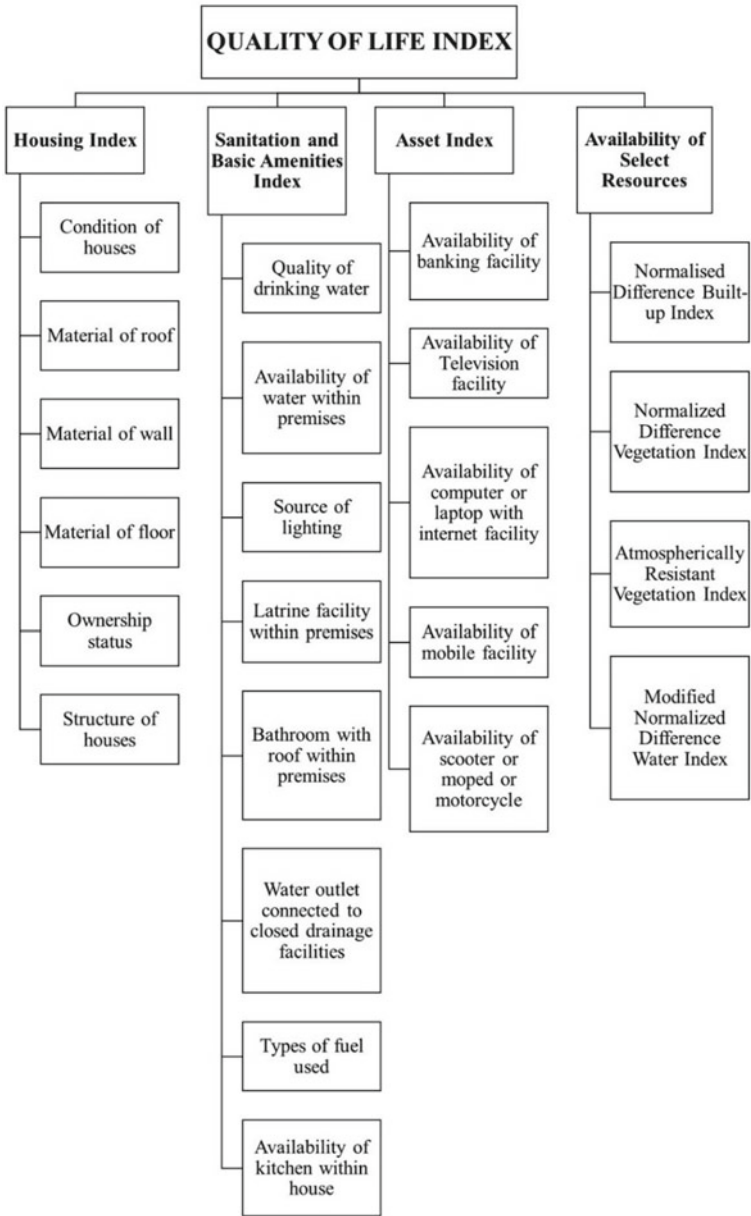 QUALITY OF LIFE INDEX
Housing Index
Condition of
houses
Material of roof
Material of wall
Material of floor
Ownership
status
Structure of
houses
Sanitation and
Basic Amenities
Index
Quality of
drinking water
Availability of
water within
premises
Source of
lighting
Latrine facility
within premises
Bathroom with
roof within
premises
Water outlet
connected to
closed drainage
facilities
Types of fuel
used
Availability of
kitchen within
house
Asset Index
Availability of
banking facility
Availability of
Television
facility
Availability of
computer or
laptop with
internet facility
Availability of
mobile facility
Availability of
scooter or
moped or
motorcycle
Availability of
Select
Resources
Normalised
Difference Built-
up Index
Normalized
Difference
Vegetation Index
Atmospherically
Resistant
Vegetation Index
Modified
Normalized
Difference
Water Index